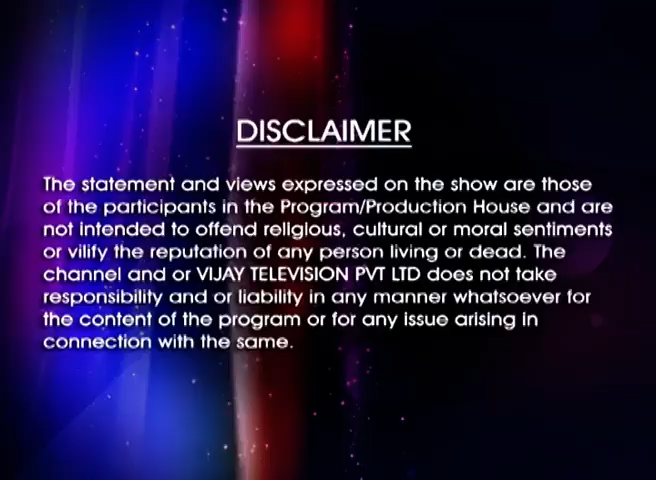 DISCLAIMER
The statement and views expressed on the show are those
of the participants in the Program/Production House and are
not intended to offend religious, cultural or moral sentiments
or vilify the reputation of any person living or dead. The
channel and or VIJAY TELEVISION PVT LTD does not take
responsibility and or liability in any manner whatsoever for
the content of the program or for any issue arising in
connection with the same.